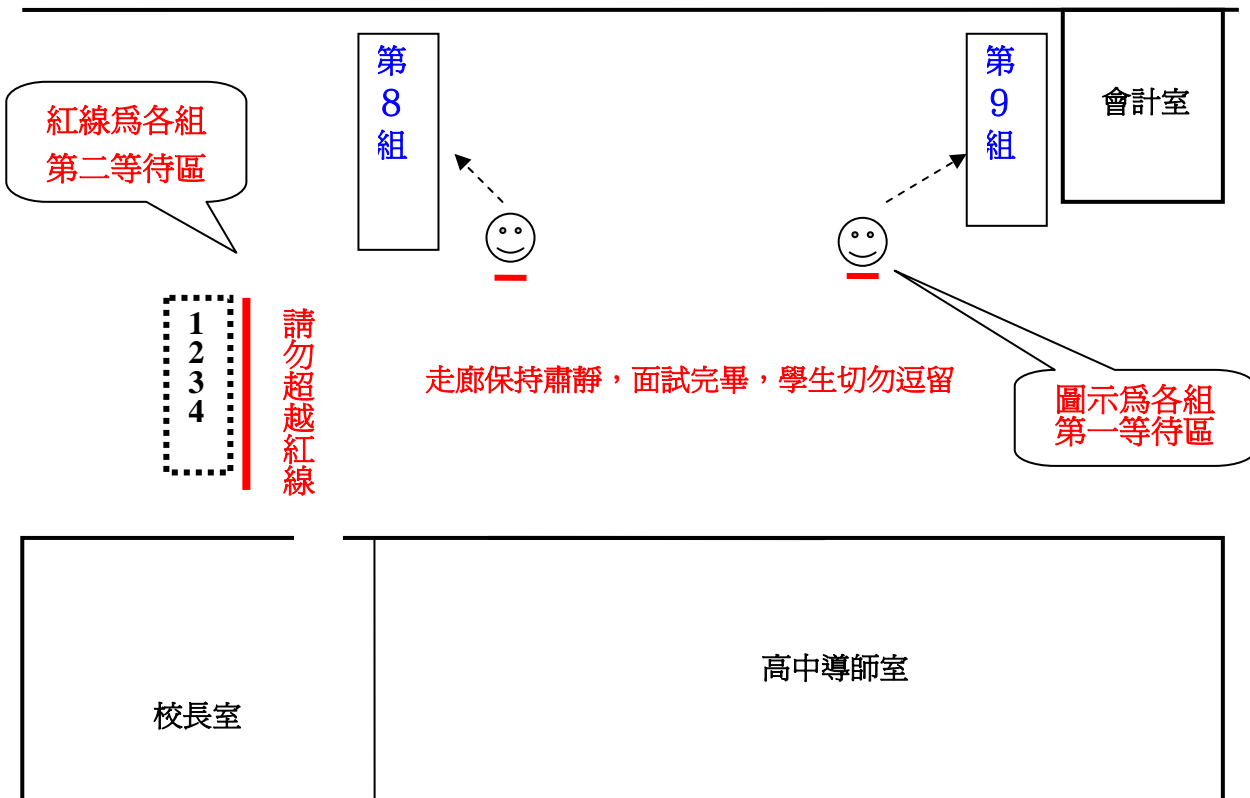 第8組
第9組
會計室
紅線為各組
第二等待區
1
2
3
4
請勿超越紅線
走廊保持肅靜，面試完畢，學生切勿逗留
圖示為各組
第一等待區
高中導師室
校長室